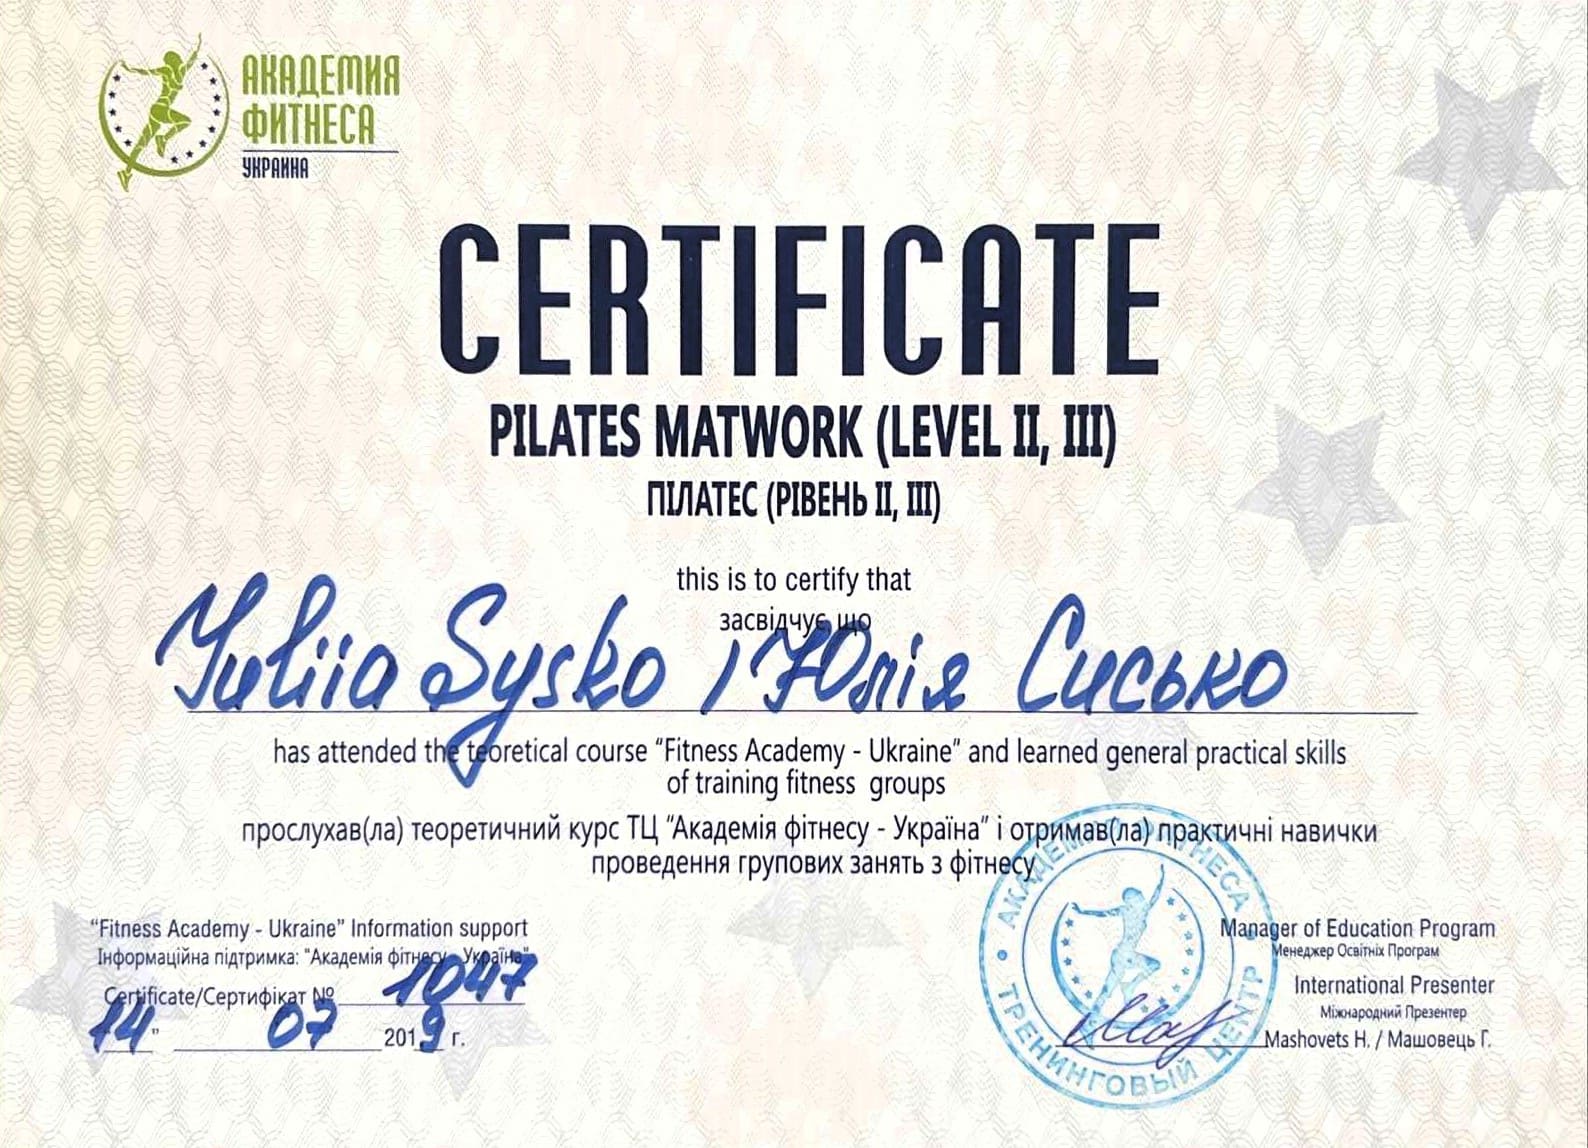 АКАДЕМИЯ
ФИТНЕСА
УКРАИНА
CERTIFICATE
PILATES MATWORK (LEVEL II, III)
ПІЛАТЕС (РІВЕНЬ II, III)
this is to certify that
засвідчує що
Yuliia Sysko / Юлія Сисько
has attended the teoretical course “Fitness Academy - Ukraine” and learned general practical skills
of training fitness groups
прослухав(ла) теоретичний курс ТЦ “Академія фітнесу - Україна” і отримав(ла) практичні навички
проведення групових занять з фітнесу
“Fitness Academy - Ukraine” Information support
Інформаційна підтримка: "Академія фітнесу - Україна"
Certificate/Сертифікат № 1047
14" 07 2019 г.
АКАДЕМИЯ ФИТНЕСА
ТРЕНИНГОВЫЙ ЦЕНТР
Manager of Education Program
Менеджер Освітніх Програм
International Presenter
Міжнародний Презентер
Mashovets H. / Машовець Г.